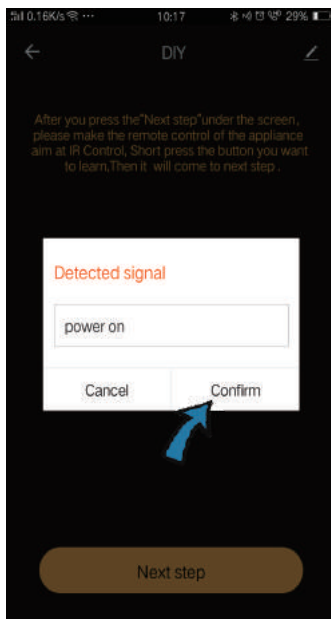 0.16K/s ··· 10:17 29%
DIY
After you press the"Next step"under the screen,
please make the remote control of the appliance
aim at IR Control, Short press the button you want
to learn,Then it will come to next step .
Detected signal
power on
Cancel Confirm
Next step